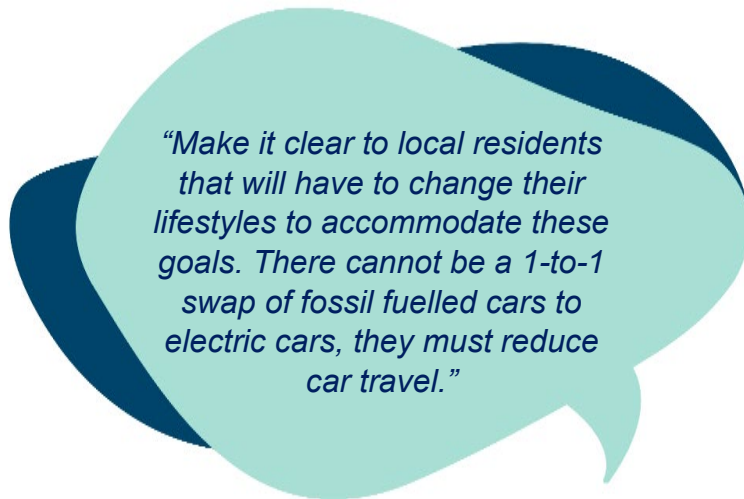 “Make it clear to local residents
that will have to change their
lifestyles to accommodate these
goals. There cannot be a 1-to-1
swap of fossil fuelled cars to
electric cars, they must reduce
car travel.”